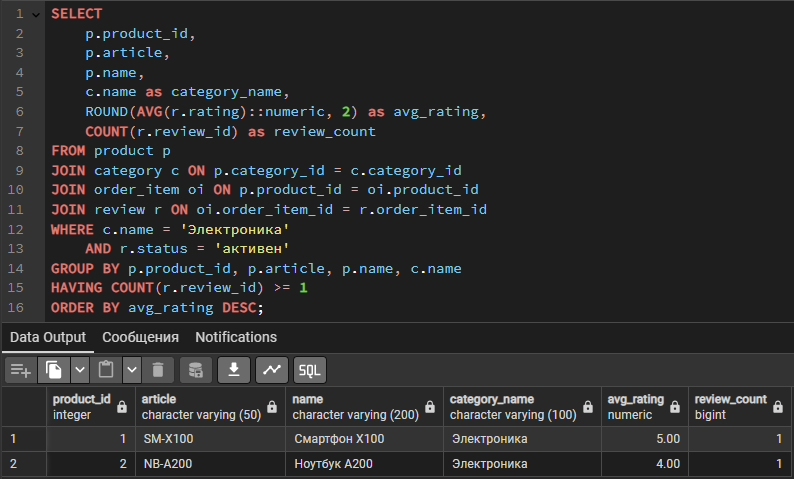 1 SELECT
2 p.product_id,
3 p.article,
4 p.name,
5 c.name as category_name,
6 ROUND(AVG(r.rating)::numeric, 2) as avg_rating,
7 COUNT(r.review_id) as review_count
8 FROM product p
9 JOIN category c ON p.category_id = c.category_id
10 JOIN order_item oi ON p.product_id = oi.product_id
11 JOIN review r ON oi.order_item_id = r.order_item_id
12 WHERE c.name = 'Электроника'
13 AND r.status = 'активен'
14 GROUP BY p.product_id, p.article, p.name, c.name
15 HAVING COUNT(r.review_id) >= 1
16 ORDER BY avg_rating DESC;
Data Output Сообщения Notifications
SQL
product_id article name category_name avg_rating review_count
integer character varying (50) character varying (200) character varying (100) numeric bigint
1 1 SM-X100 Смартфон X100 Электроника 5.00 1
2 2 NB-A200 Ноутбук A200 Электроника 4.00 1